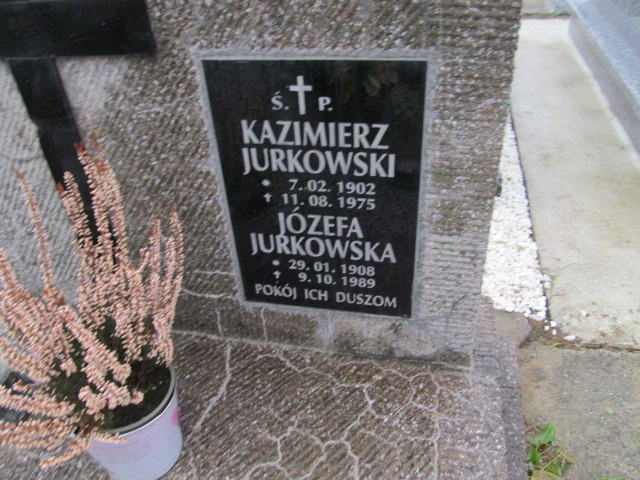 Ś. † P.
KAZIMIERZ
JURKOWSKI
* 7. 02. 1902
† 11. 08. 1975
JÓZEFA
JURKOWSKA
* 29. 01. 1908
† 9. 10. 1989
POKÓJ ICH DUSZOM